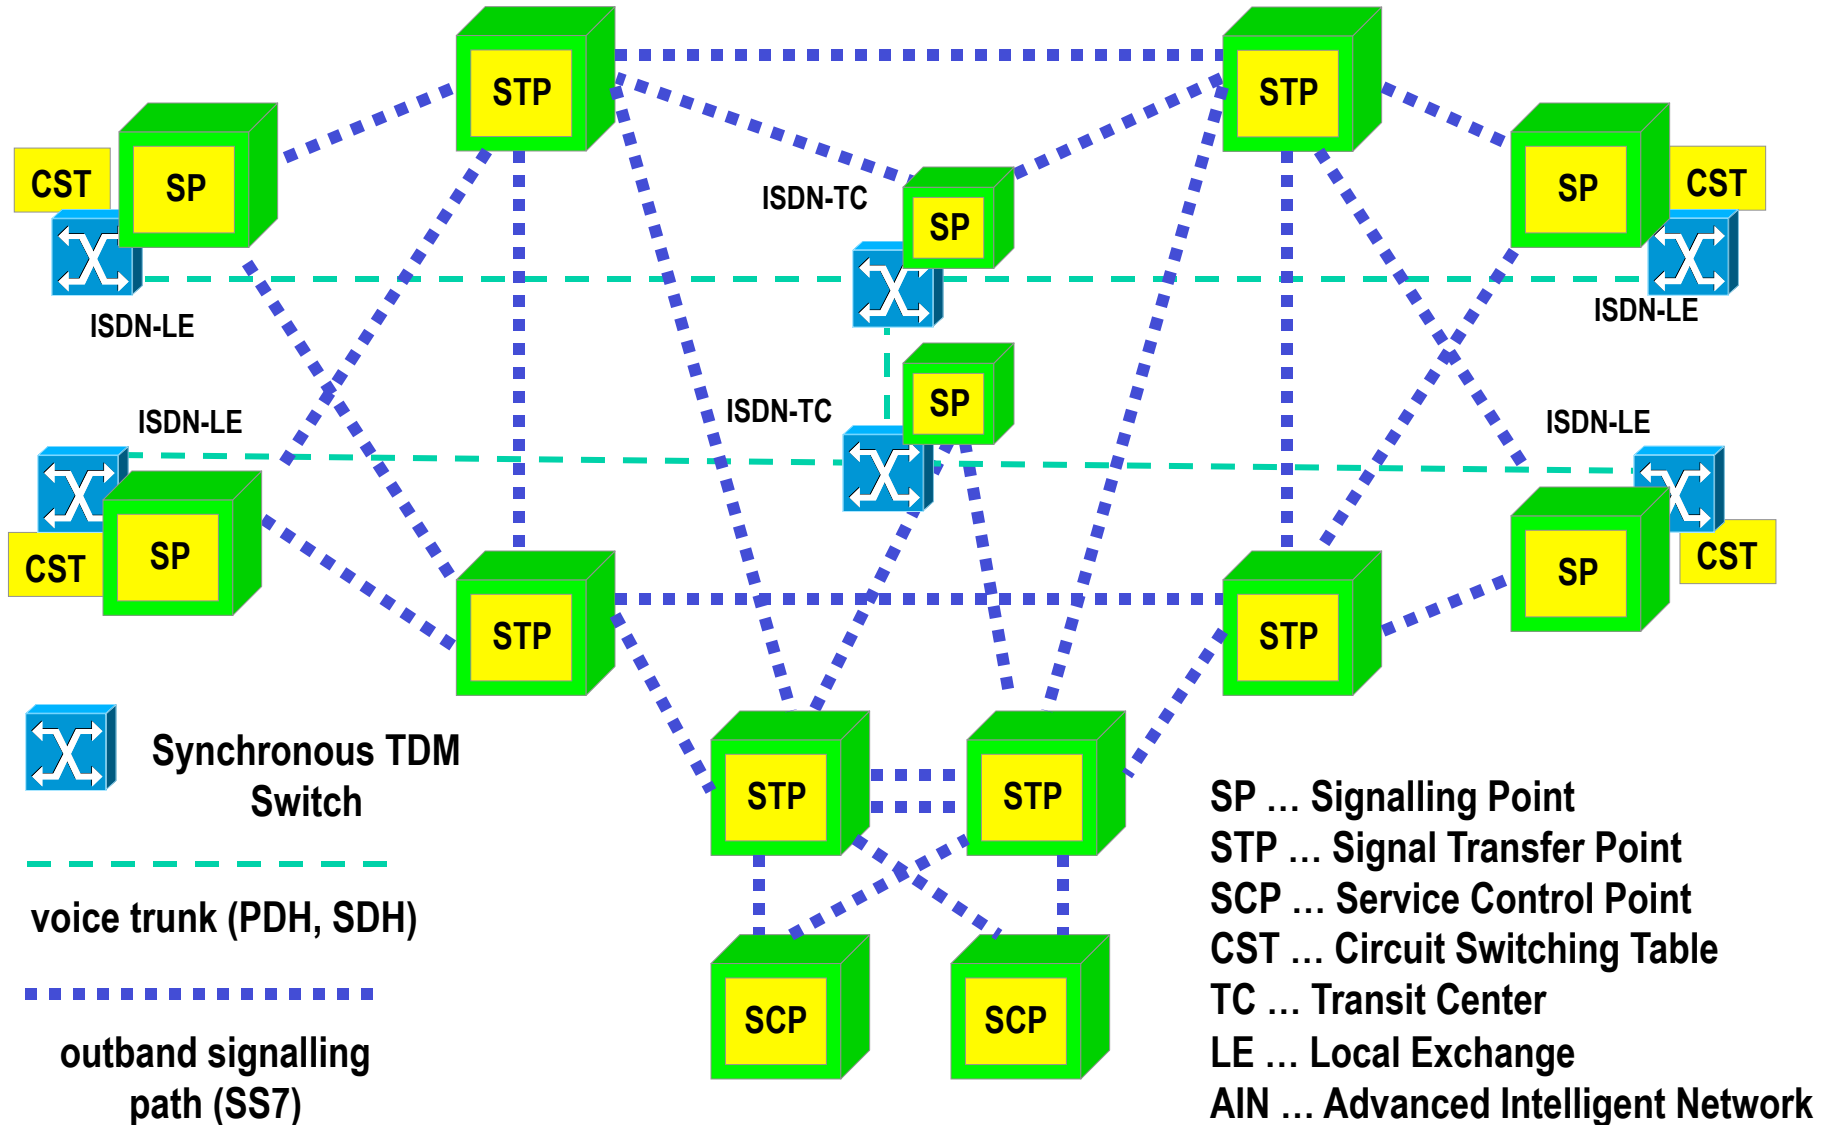 STP
STP
CST
SP
ISDN-TC
SP
SP
CST
ISDN-LE
ISDN-LE
ISDN-LE
ISDN-TC
SP
ISDN-LE
CST
SP
SP
CST
STP
STP
Synchronous TDM
Switch
STP
STP
voice trunk (PDH, SDH)
SCP
SCP
outband signalling
path (SS7)
SP … Signalling Point
STP … Signal Transfer Point
SCP … Service Control Point
CST … Circuit Switching Table
TC … Transit Center
LE … Local Exchange
AIN … Advanced Intelligent Network